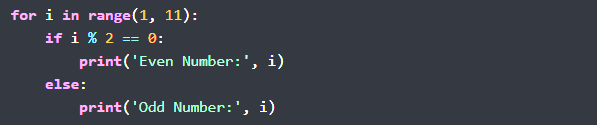 for i in range(1, 11):
    if i % 2 == 0:
        print('Even Number:', i)
    else:
        print('Odd Number:', i)